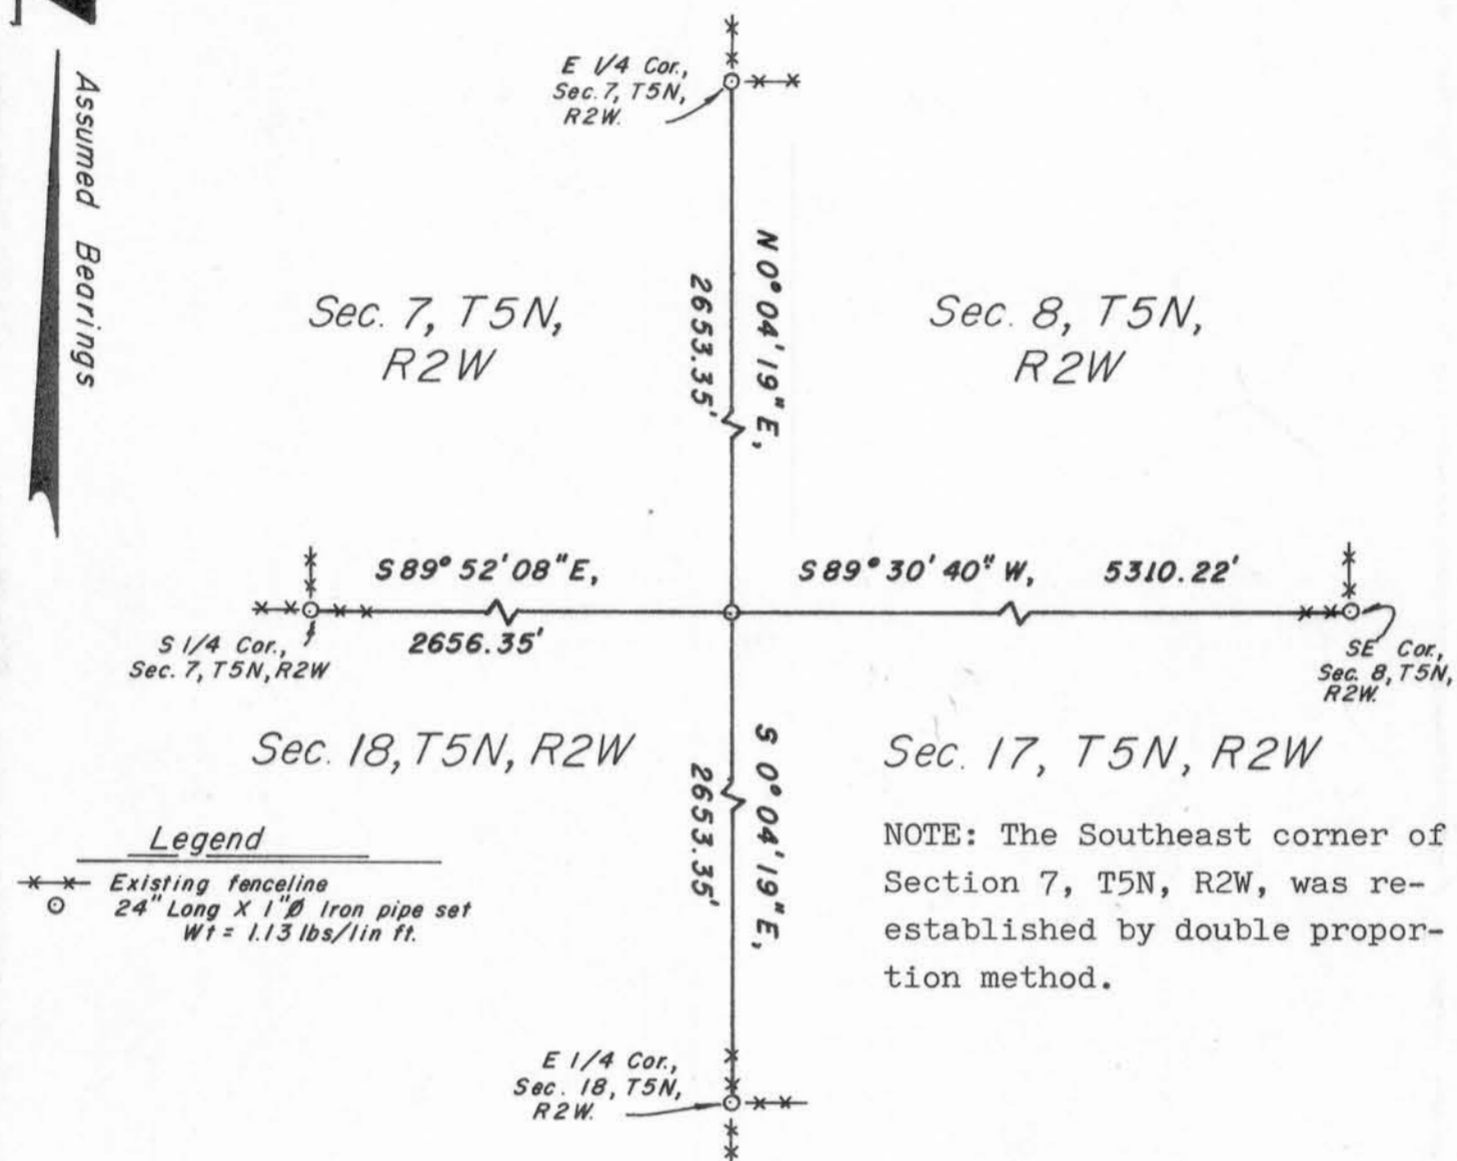 Assumed Bearings
E 1/4 Cor.,
Sec. 7, T5N,
R2W.
N 0° 04' 19" E,
2653.35'
Sec. 7, T5N,
R2W
Sec. 8, T5N,
R2W
S 89° 52' 08" E,
2656.35'
S 89° 30' 40" W, 5310.22'
S 1/4 Cor.,
Sec. 7, T5N, R2W
SE Cor.,
Sec. 8, T5N,
R2W.
Sec. 18, T5N, R2W
S 0° 04' 19" E,
2653.35'
Sec. 17, T5N, R2W
Legend
Existing fenceline
24" Long X 1"Ø Iron pipe set
Wt = 1.13 lbs/lin ft.
NOTE: The Southeast corner of
Section 7, T5N, R2W, was re-
established by double propor-
tion method.
E 1/4 Cor.,
Sec. 18, T5N,
R2W.